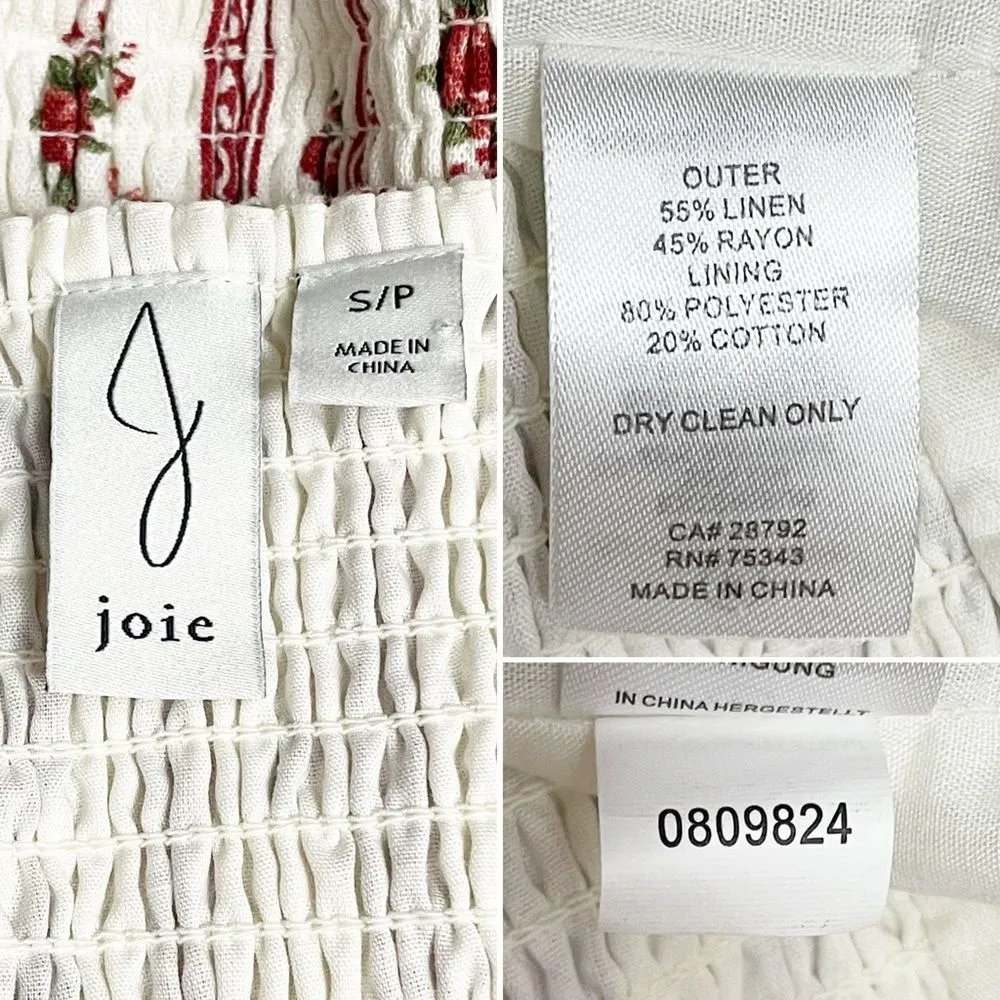 joie
S/P
MADE IN
CHINA
OUTER
55% LINEN
45% RAYON
LINING
80% POLYESTER
20% COTTON
DRY CLEAN ONLY
CA# 28792
RN# 75343
MADE IN CHINA
IN CHINA HERGESTELLT
0809824